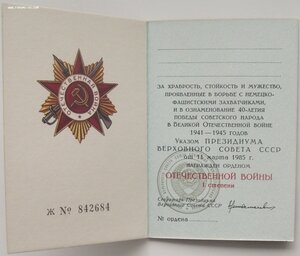 ОТЕЧЕСТВЕННАЯ ВОЙНА
Ж № 842684
ЗА ХРАБРОСТЬ, СТОЙКОСТЬ И МУЖЕСТВО,
ПРОЯВЛЕННЫЕ В БОРЬБЕ С НЕМЕЦКО-
ФАШИСТСКИМИ ЗАХВАТЧИКАМИ,
И В ОЗНАМЕНОВАНИЕ 40-ЛЕТИЯ
ПОБЕДЫ СОВЕТСКОГО НАРОДА
В ВЕЛИКОЙ ОТЕЧЕСТВЕННОЙ ВОЙНЕ
1941—1945 ГОДОВ
УКАЗОМ ПРЕЗИДИУМА
ВЕРХОВНОГО СОВЕТА СССР
от 11 марта 1985 г.
НАГРАЖДЕН ОРДЕНОМ
ОТЕЧЕСТВЕННОЙ ВОЙНЫ
I степени
Секретарь Президиума
Верховного Совета СССР
№ ордена